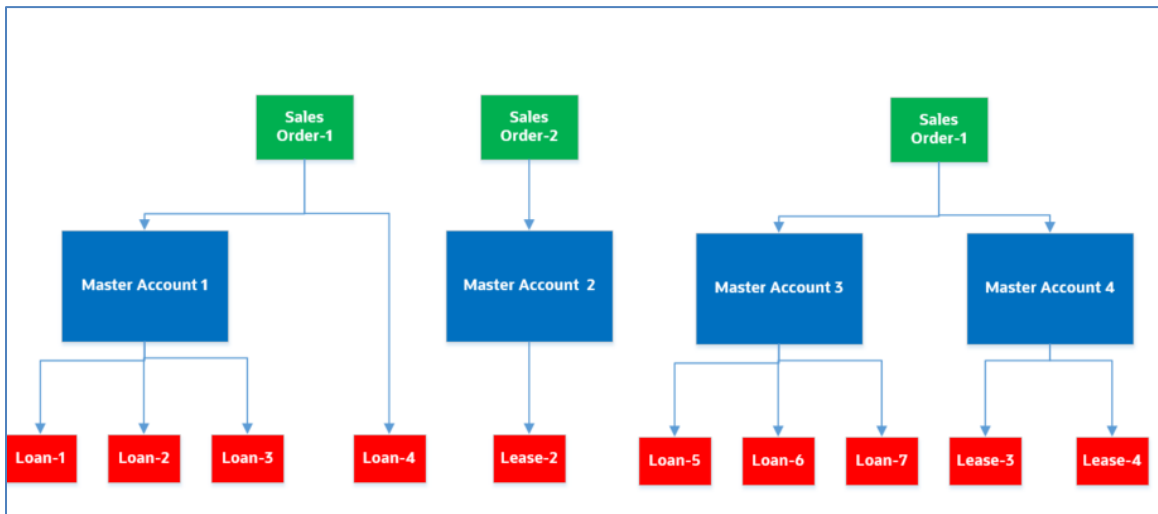 Sales
Order-1
Sales
Order-2
Sales
Order-1
Master Account 1
Master Account 2
Master Account 3
Master Account 4
Loan-1
Loan-2
Loan-3
Loan-4
Lease-2
Loan-5
Loan-6
Loan-7
Lease-3
Lease-4